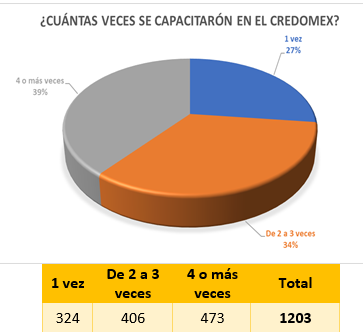 ¿CUÁNTAS VECES SE CAPACITARÓN EN EL CREDOMEX?
1 vez
27%
4 o más veces
39%
De 2 a 3 veces
34%
1 vez De 2 a 3 veces 4 o más veces Total
324 406 473 1203